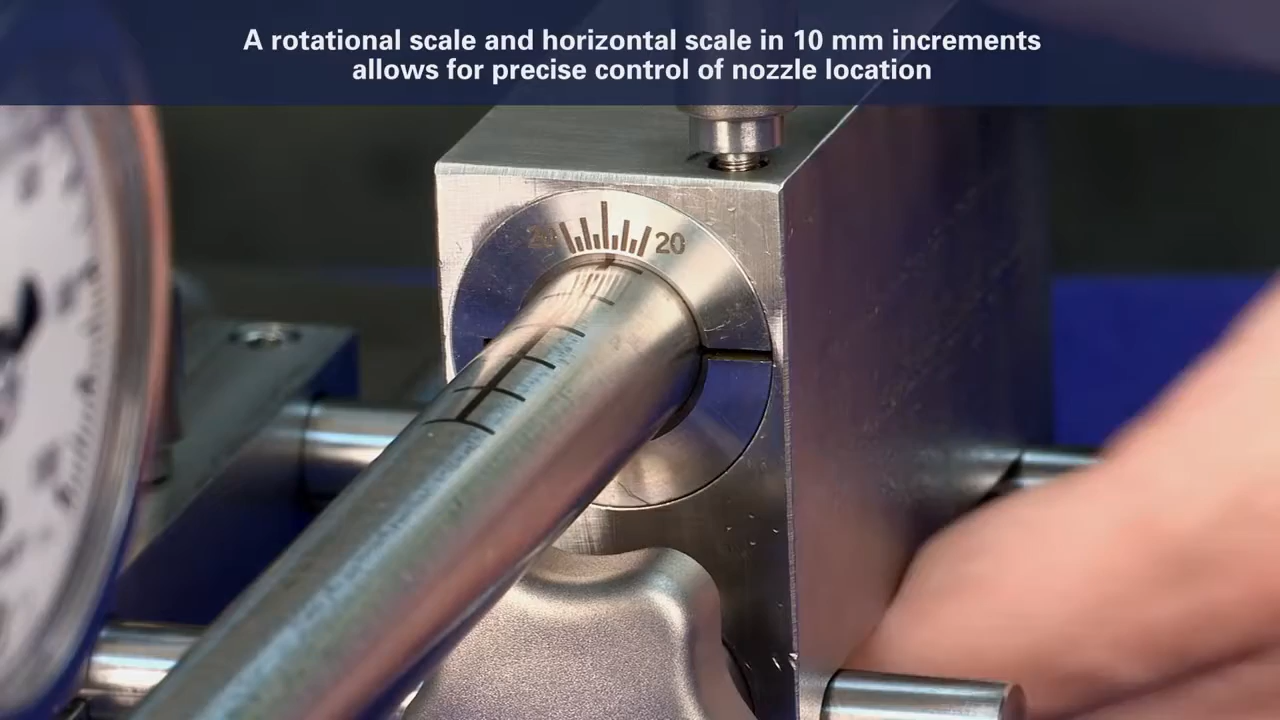 A rotational scale and horizontal scale in 10 mm increments
allows for precise control of nozzle location
20 20